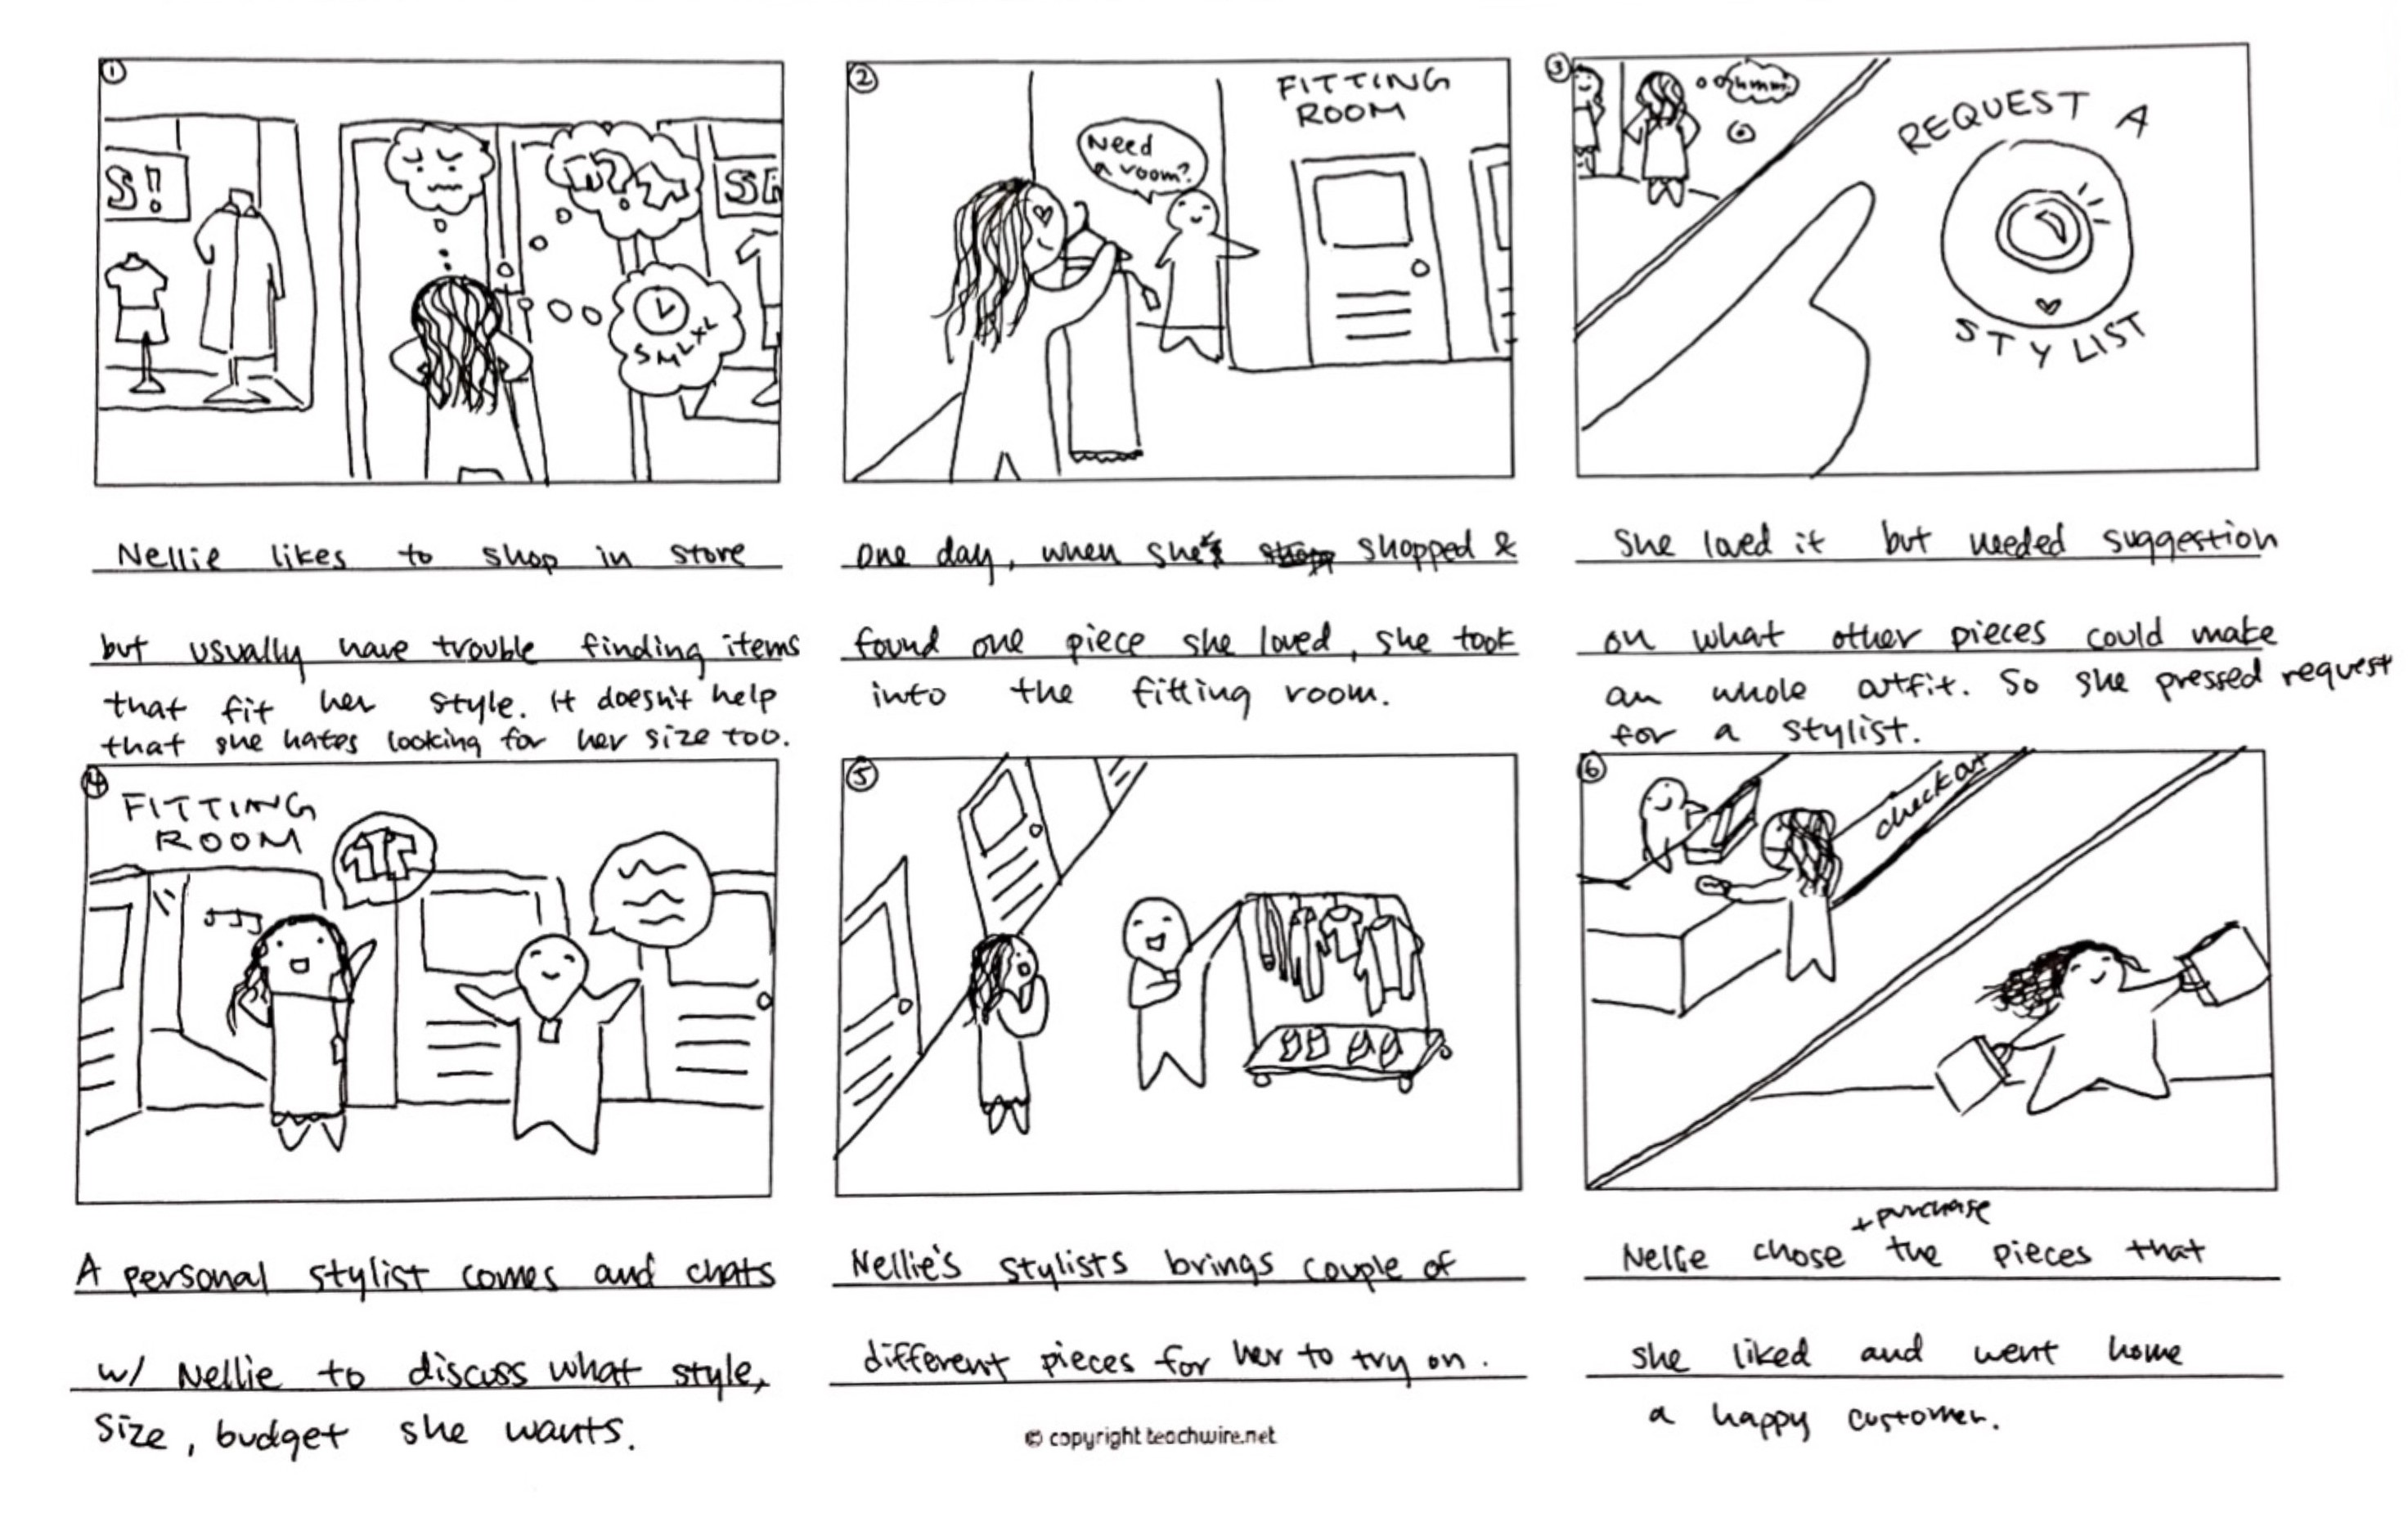 ①
S!!
S M L XL
Nellie likes to shop in store
but usually have trouble finding items
that fit her style. It doesn't help
that she hates looking for her size too.
②
FITTING
ROOM
Need
a room?
one day, when she shopped &
found one piece she loved, she took
into the fitting room.
③
hmm.
REQUEST A
STYLIST
She loved it but needed suggestion
on what other pieces could make
an whole outfit. So she pressed request
for a stylist.
④
FITTING
ROOM
A personal stylist comes and chats
w/ Nellie to discuss what style,
size, budget she wants.
⑤
Nellie's stylists brings couple of
different pieces for her to try on.
⑥
checkout
+ purchase
Nellie chose the pieces that
she liked and went home
a happy customer.
© copyright teachwire.net